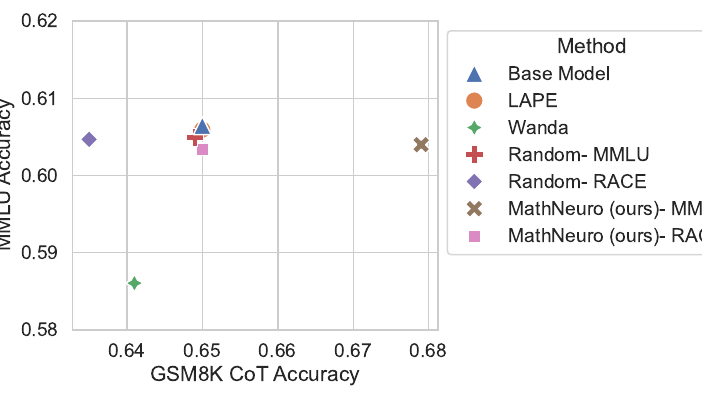 0.62
0.61
0.60
0.59
0.58
MMLU Accuracy
0.64 0.65 0.66 0.67 0.68
GSM8K CoT Accuracy
Method
Base Model
LAPE
Wanda
Random- MMLU
Random- RACE
MathNeuro (ours)- MM
MathNeuro (ours)- RAC